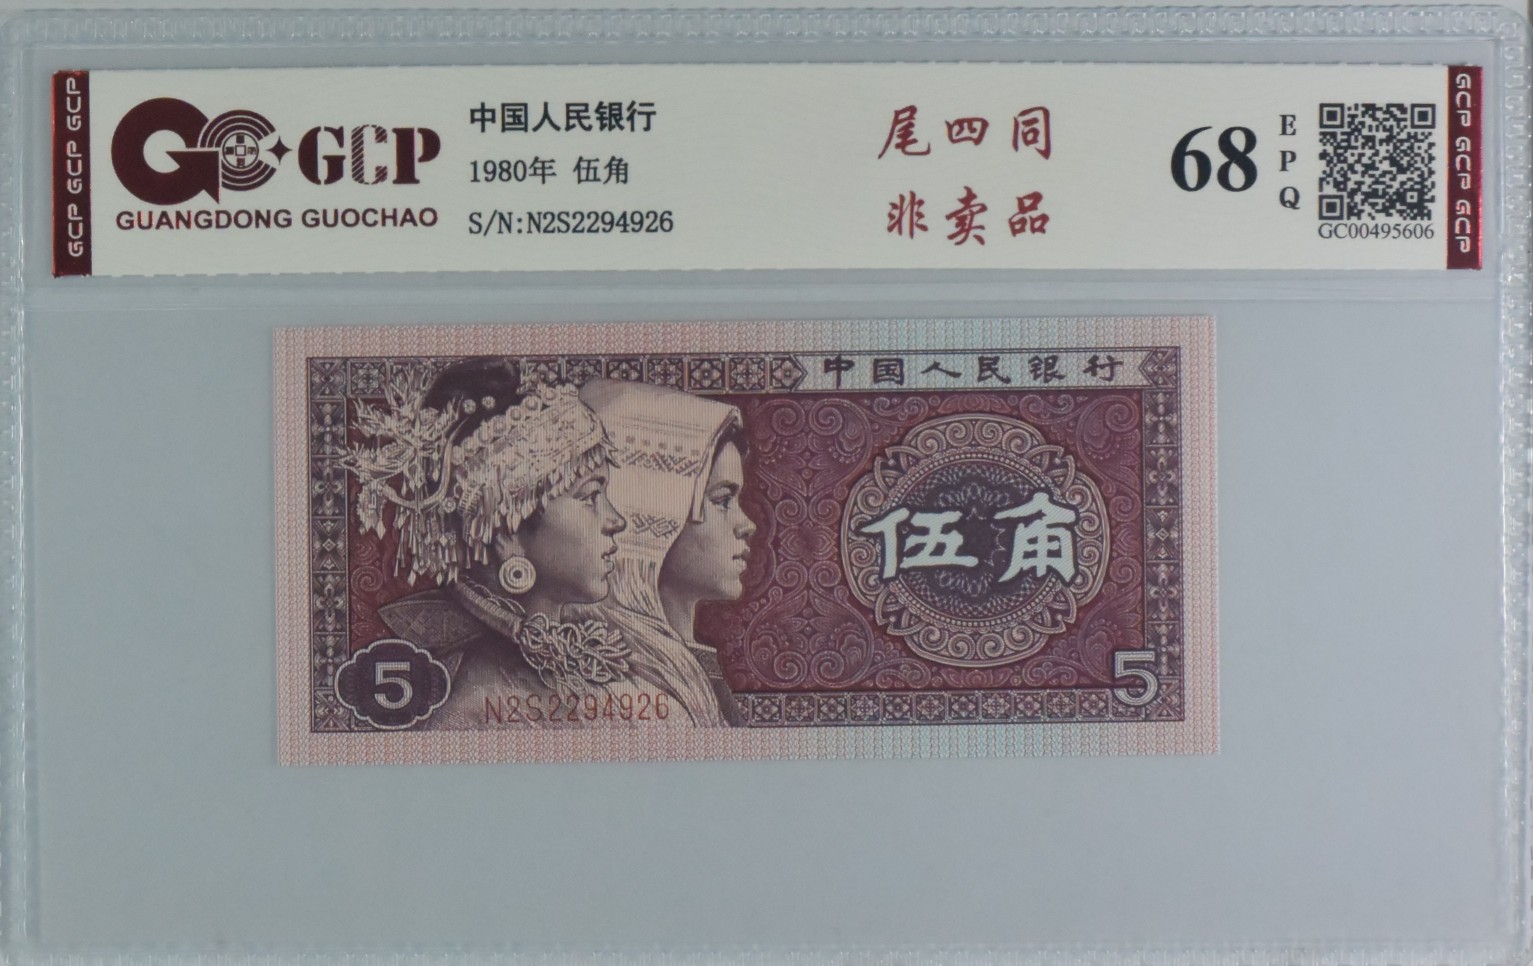 GCP GCP GCP
GCP
GUANGDONG GUOCHAO
中国人民银行
1980年 伍角
S/N:N2S2294926
尾四同
非卖品
68
EPQ
GC00495606
GCP GCP GCP
中国人民银行
伍角
5
N2S2294926
5